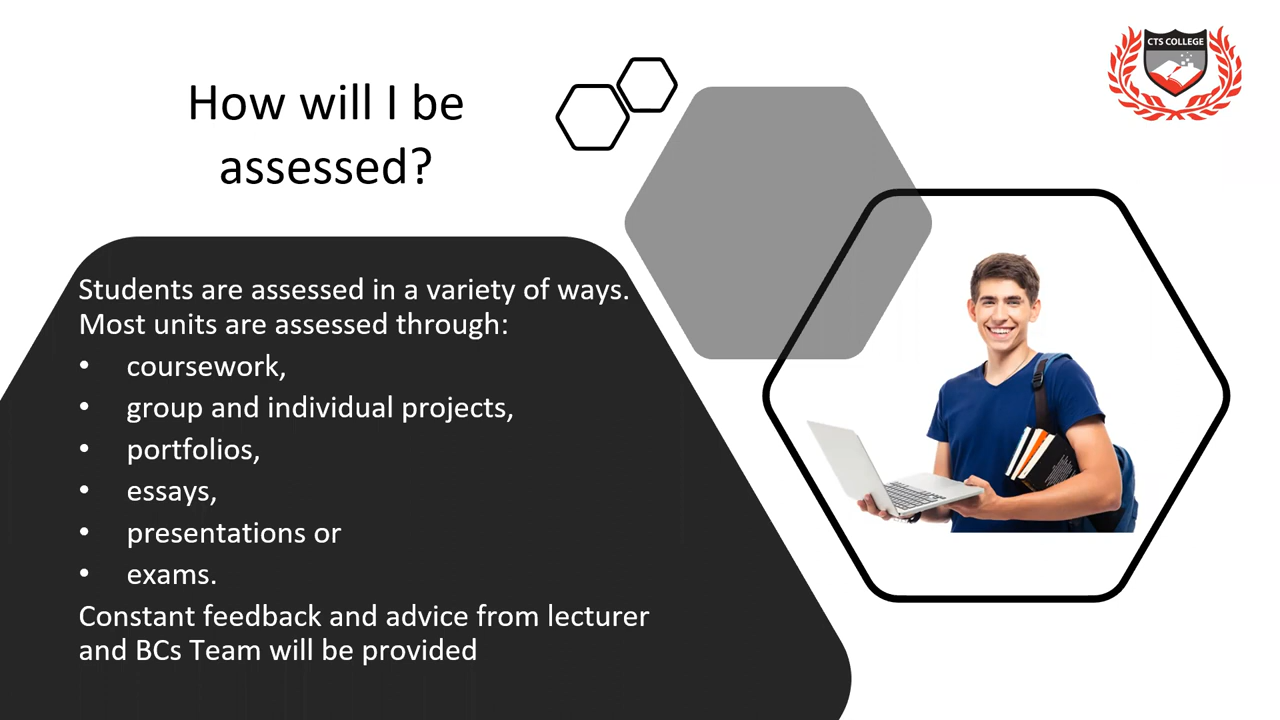 CTS COLLEGE
How will I be
assessed?
Students are assessed in a variety of ways.
Most units are assessed through:
• coursework,
• group and individual projects,
• portfolios,
• essays,
• presentations or
• exams.
Constant feedback and advice from lecturer
and BCs Team will be provided